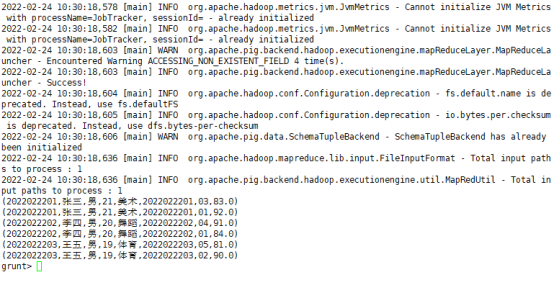 2022-02-24 10:30:18,578 [main] INFO  org.apache.hadoop.metrics.jvm.JvmMetrics - Cannot initialize JVM Metrics
 with processName=JobTracker, sessionId= - already initialized
2022-02-24 10:30:18,582 [main] INFO  org.apache.hadoop.metrics.jvm.JvmMetrics - Cannot initialize JVM Metrics
 with processName=JobTracker, sessionId= - already initialized
2022-02-24 10:30:18,603 [main] WARN  org.apache.pig.backend.hadoop.executionengine.mapReduceLayer.MapReduceLa
uncher - Encountered Warning ACCESSING_NON_EXISTENT_FIELD 4 time(s).
2022-02-24 10:30:18,603 [main] INFO  org.apache.pig.backend.hadoop.executionengine.mapReduceLayer.MapReduceLa
uncher - Success!
2022-02-24 10:30:18,604 [main] INFO  org.apache.hadoop.conf.Configuration.deprecation - fs.default.name is de
precated. Instead, use fs.defaultFS
2022-02-24 10:30:18,605 [main] INFO  org.apache.hadoop.conf.Configuration.deprecation - io.bytes.per.checksum
 is deprecated. Instead, use dfs.bytes-per-checksum
2022-02-24 10:30:18,606 [main] WARN  org.apache.pig.data.SchemaTupleBackend - SchemaTupleBackend has already
been initialized
2022-02-24 10:30:18,636 [main] INFO  org.apache.hadoop.mapreduce.lib.input.FileInputFormat - Total input path
s to process : 1
2022-02-24 10:30:18,636 [main] INFO  org.apache.pig.backend.hadoop.executionengine.util.MapRedUtil - Total in
put paths to process : 1
(2022022201,张三,男,21,美术,2022022201,03,83.0)
(2022022201,张三,男,21,美术,2022022201,01,92.0)
(2022022202,李四,男,20,舞蹈,2022022202,04,91.0)
(2022022202,李四,男,20,舞蹈,2022022202,01,84.0)
(2022022203,王五,男,19,体育,2022022203,05,81.0)
(2022022203,王五,男,19,体育,2022022203,02,90.0)
grunt>